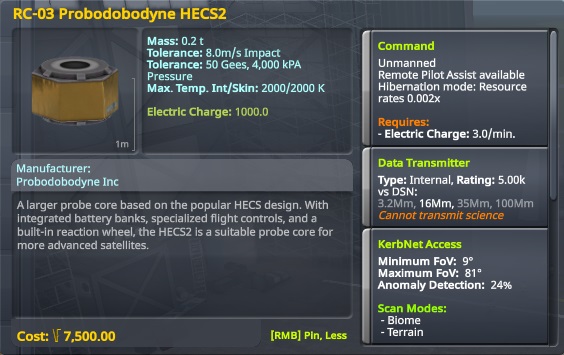 RC-03 Probodobodyne HECS2
Mass: 0.2 t
Tolerance: 8.0m/s Impact
Tolerance: 50 Gees, 4,000 kPA
Pressure
Max. Temp. Int/Skin: 2000/2000 K
Electric Charge: 1000.0
1m
Manufacturer:
Probodobodyne Inc
A larger probe core based on the popular HECS design. With
integrated battery banks, specialized flight controls, and a
built-in reaction wheel, the HECS2 is a suitable probe core for
more advanced satellites.
Cost: 7,500.00
[RMB] Pin, Less
Command
Unmanned
Remote Pilot Assist available
Hibernation mode: Resource
rates 0.002x
Requires:
- Electric Charge: 3.0/min.
Data Transmitter
Type: Internal, Rating: 5.00k
vs DSN:
3.2Mm, 16Mm, 35Mm, 100Mm
Cannot transmit science
KerbNet Access
Minimum FoV: 9°
Maximum FoV: 81°
Anomaly Detection: 24%
Scan Modes:
- Biome
- Terrain